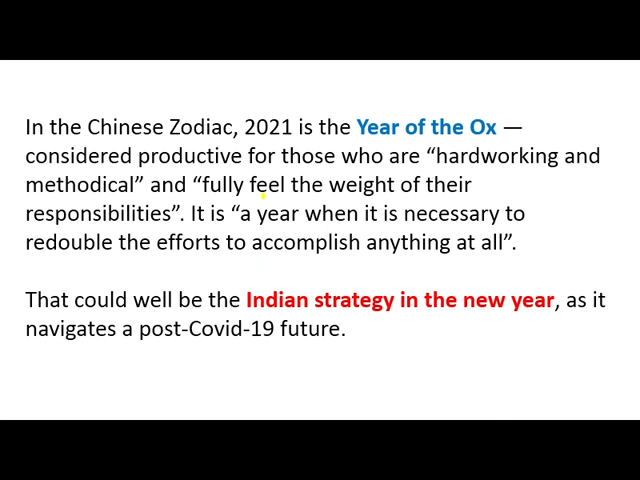 In the Chinese Zodiac, 2021 is the Year of the Ox —
considered productive for those who are “hardworking and
methodical” and “fully feel the weight of their
responsibilities”. It is “a year when it is necessary to
redouble the efforts to accomplish anything at all”.
That could well be the Indian strategy in the new year, as it
navigates a post-Covid-19 future.